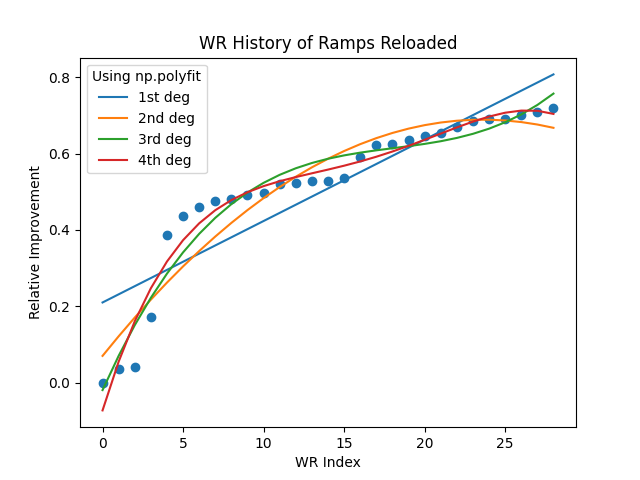 WR History of Ramps Reloaded
Using np.polyfit
1st deg
2nd deg
3rd deg
4th deg
Relative Improvement
0.8
0.6
0.4
0.2
0.0
0 5 10 15 20 25
WR Index